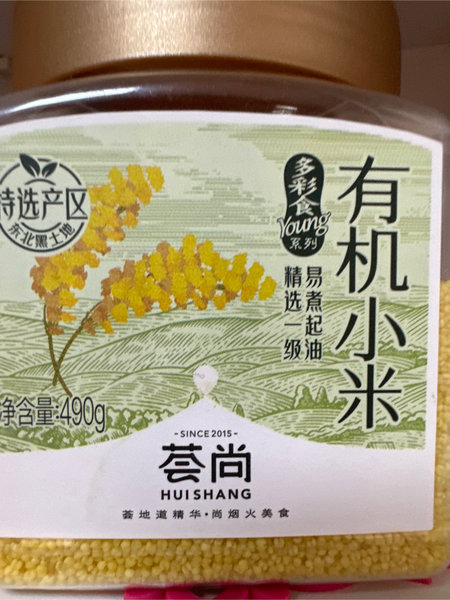 特选产区
东北黑土地
多彩食
Young
系列
有机小米
易煮起油
精选一级
净含量:490g
-SINCE 2015-
荟尚
HUISHANG
荟地道精华·尚烟火美食